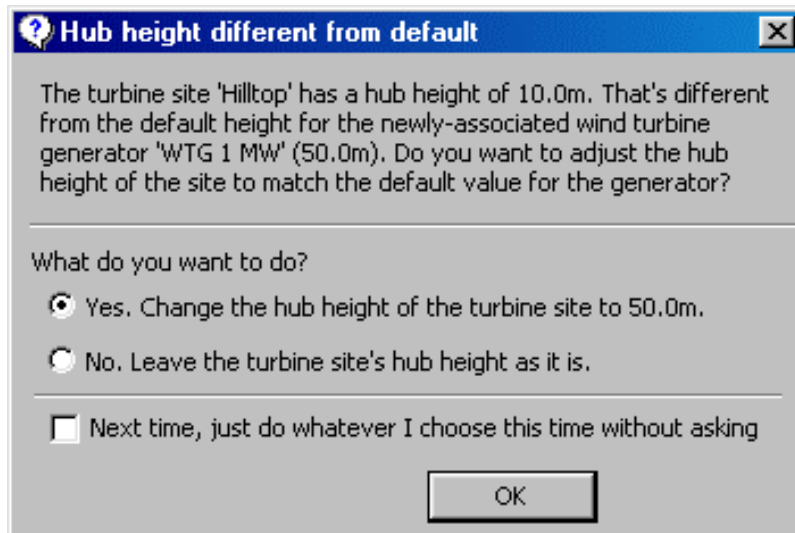 Hub height different from default
The turbine site 'Hilltop' has a hub height of 10.0m. That's different
from the default height for the newly-associated wind turbine
generator 'WTG 1 MW' (50.0m). Do you want to adjust the hub
height of the site to match the default value for the generator?
What do you want to do?
Yes. Change the hub height of the turbine site to 50.0m.
No. Leave the turbine site's hub height as it is.
Next time, just do whatever I choose this time without asking
OK